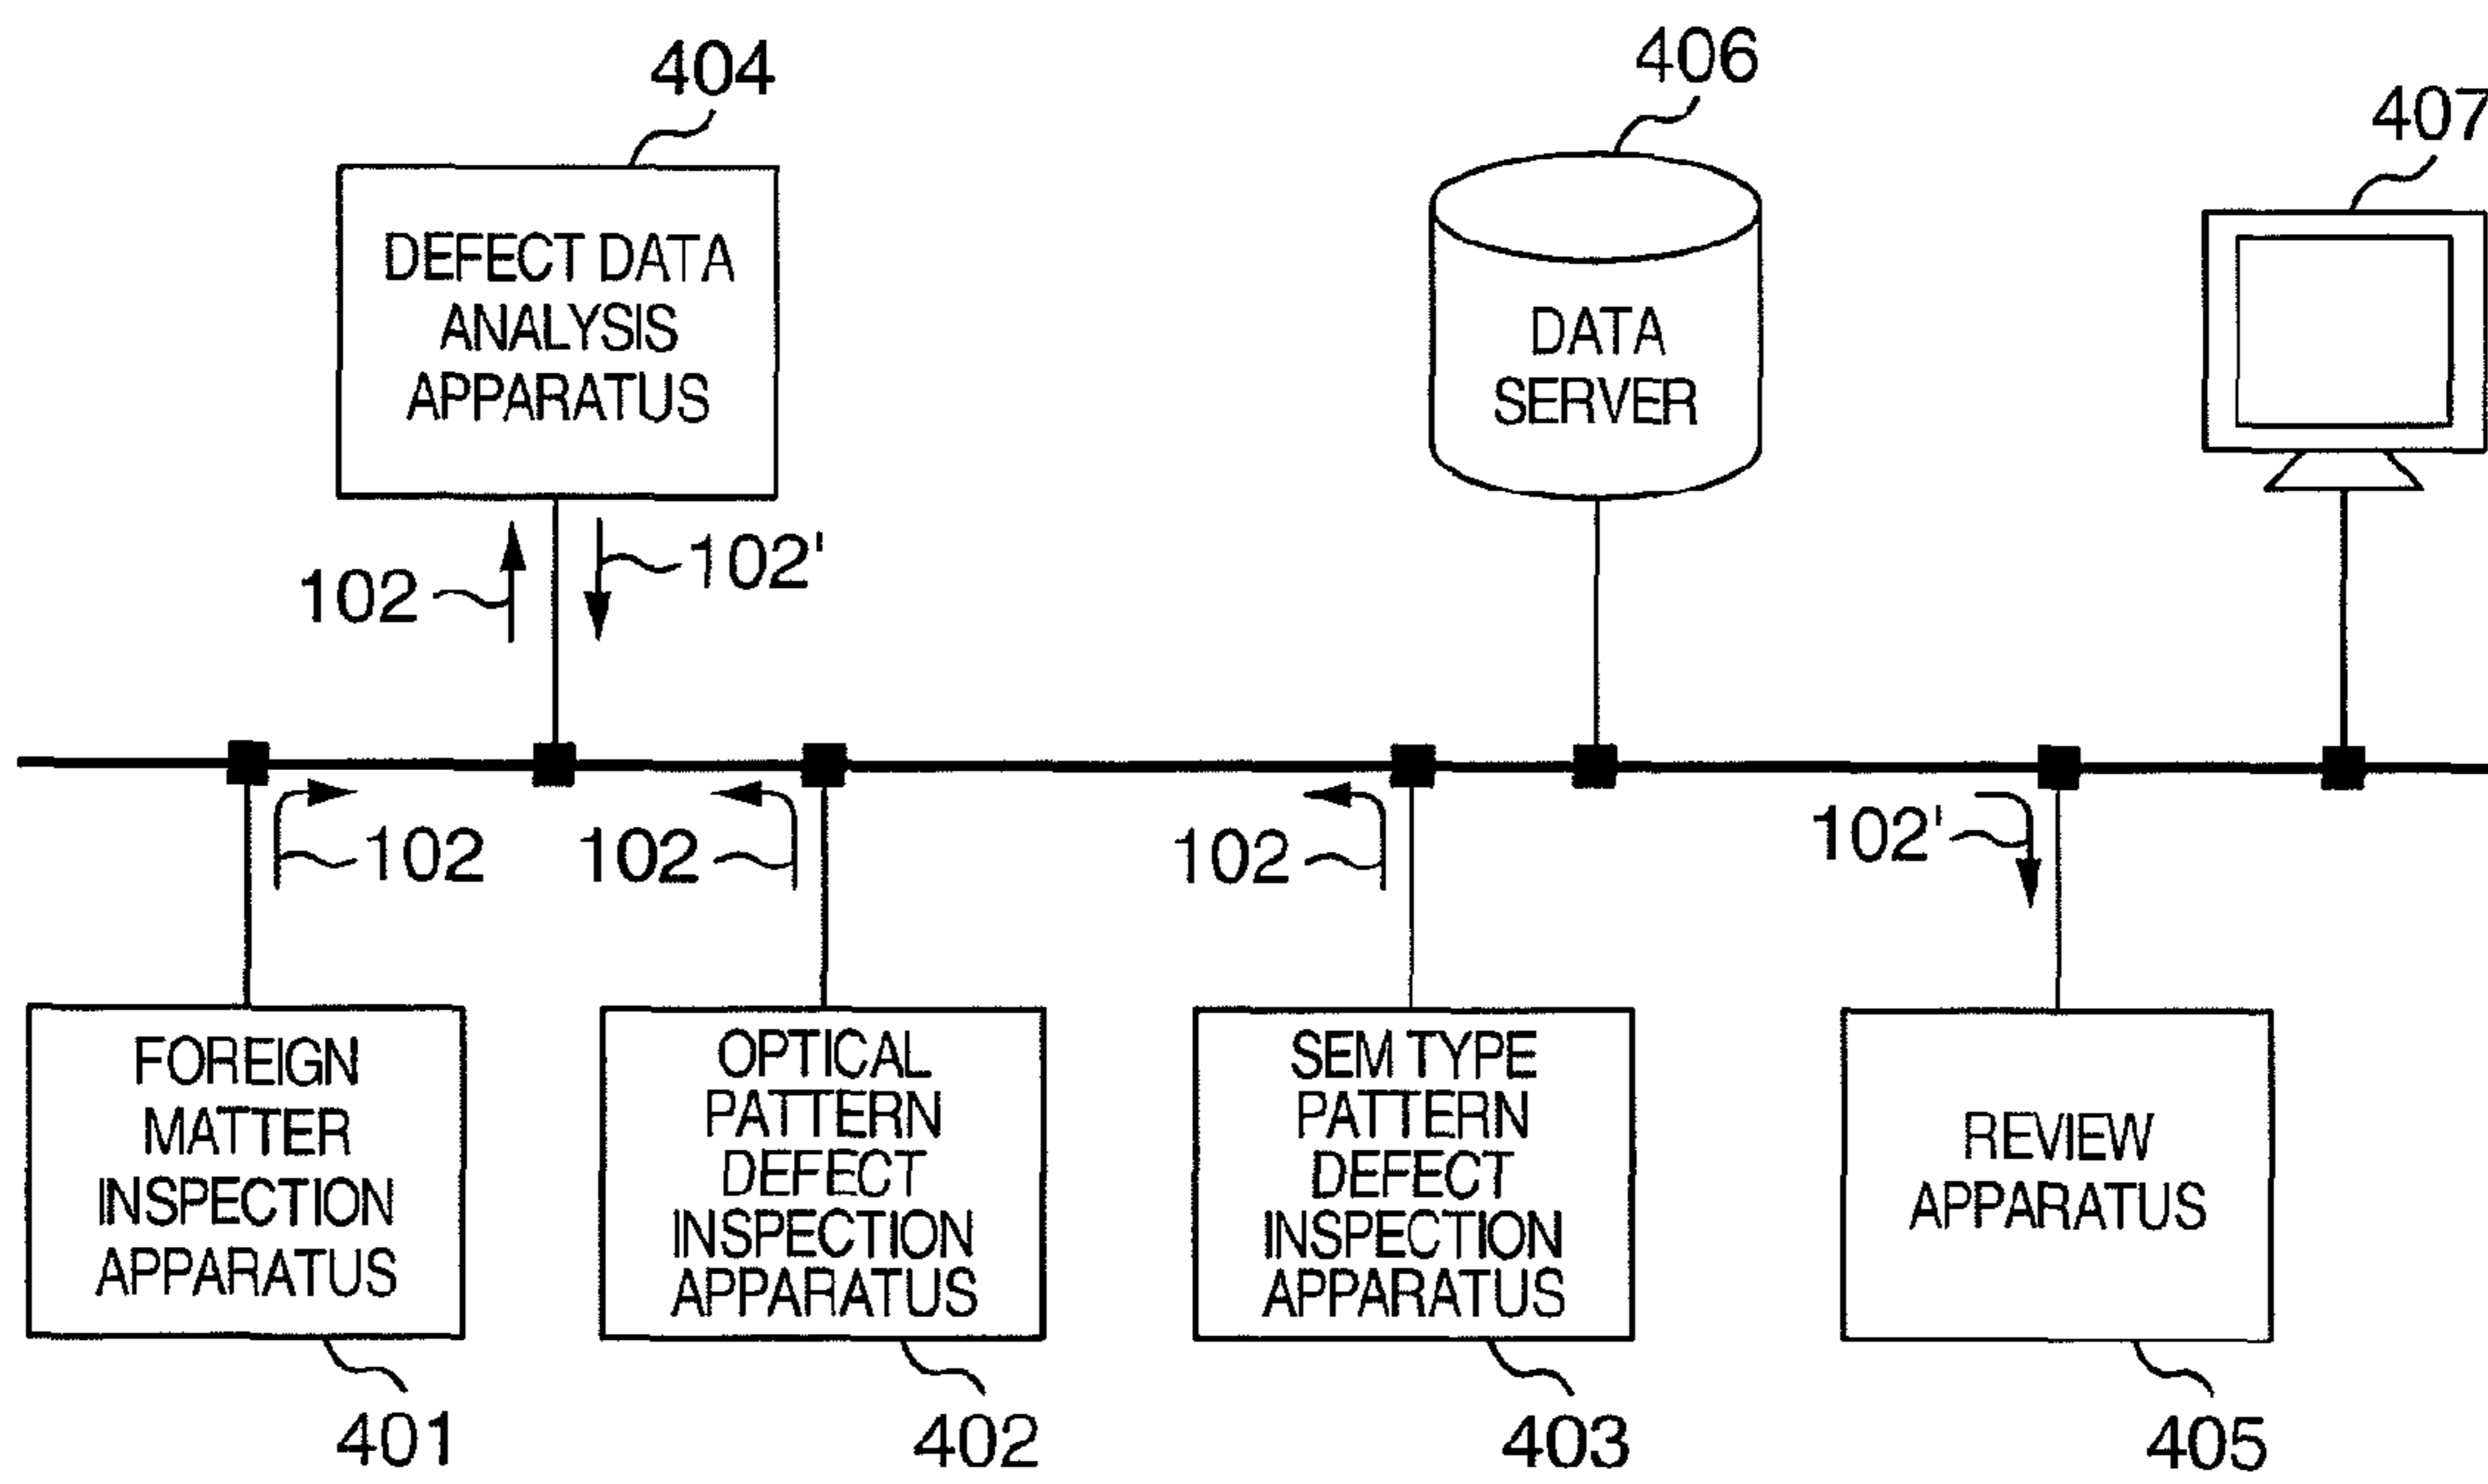 404
406
407
DEFECT DATA
ANALYSIS
APPARATUS
DATA
SERVER
102
102'
102
102
102
102'
FOREIGN
MATTER
INSPECTION
APPARATUS
OPTICAL
PATTERN
DEFECT
INSPECTION
APPARATUS
SEM TYPE
PATTERN
DEFECT
INSPECTION
APPARATUS
REVIEW
APPARATUS
401
402
403
405